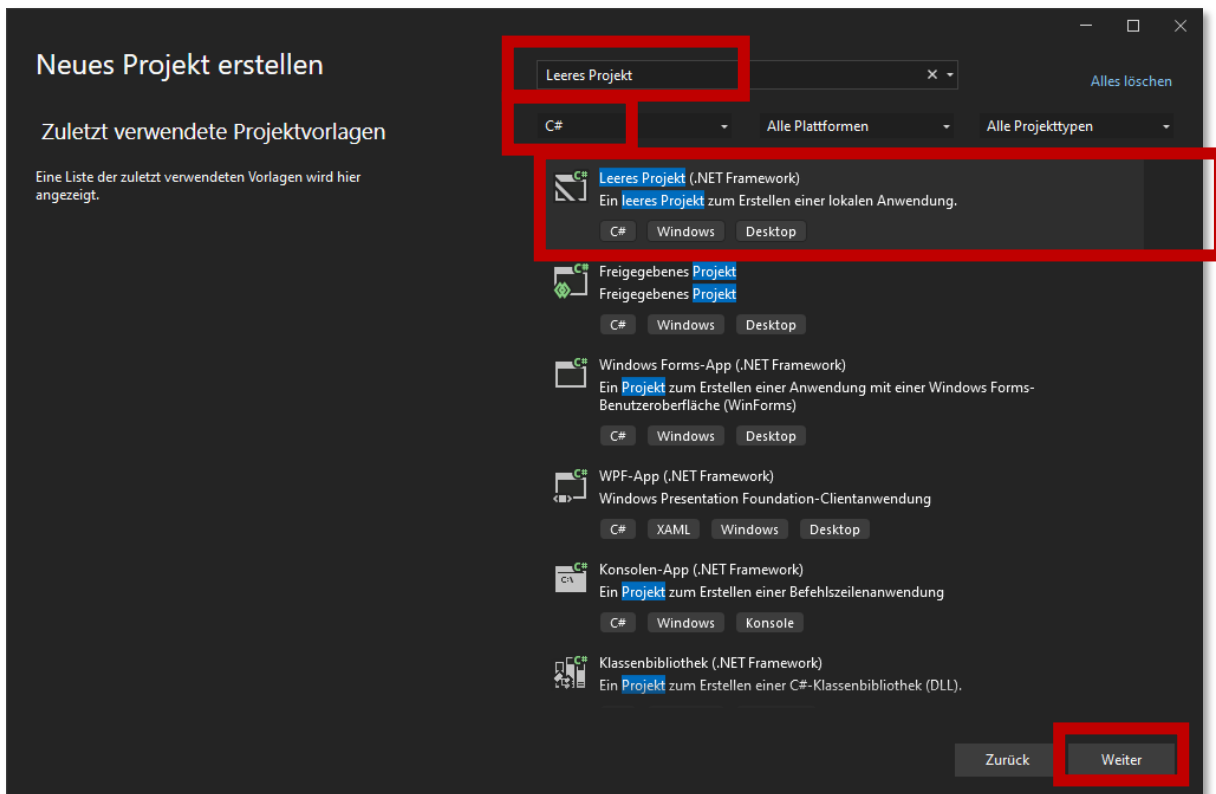 Neues Projekt erstellen
Leeres Projekt
Alles löschen
Zuletzt verwendete Projektvorlagen
C#
Alle Plattformen
Alle Projekttypen
Eine Liste der zuletzt verwendeten Vorlagen wird hier
angezeigt.
C#
Leeres Projekt (.NET Framework)
Ein leeres Projekt zum Erstellen einer lokalen Anwendung.
C# Windows Desktop
C#
Freigegebenes Projekt
Freigegebenes Projekt
C# Windows Desktop
C#
Windows Forms-App (.NET Framework)
Ein Projekt zum Erstellen einer Anwendung mit einer Windows Forms-
Benutzeroberfläche (WinForms)
C# Windows Desktop
C#
WPF-App (.NET Framework)
Windows Presentation Foundation-Clientanwendung
C# XAML Windows Desktop
C#
C:\
Konsolen-App (.NET Framework)
Ein Projekt zum Erstellen einer Befehlszeilenanwendung
C# Windows Konsole
C#
Klassenbibliothek (.NET Framework)
Ein Projekt zum Erstellen einer C#-Klassenbibliothek (DLL).
Zurück
Weiter